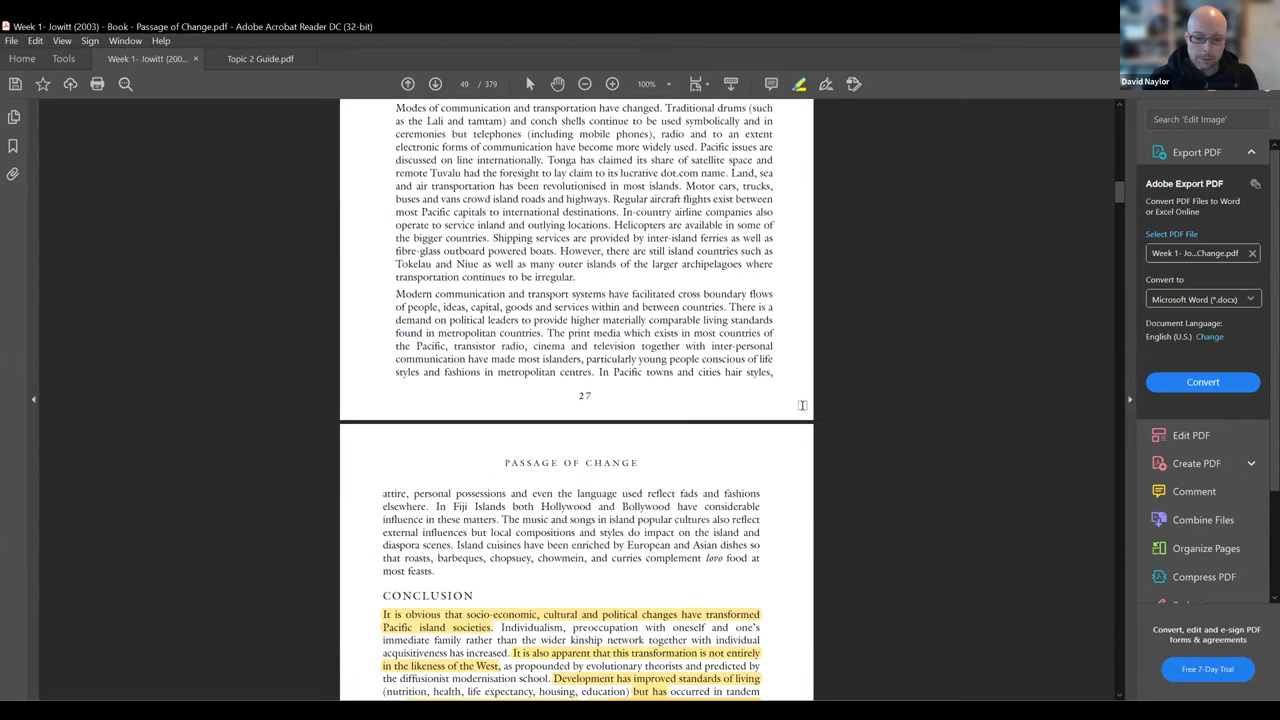 Week 1- Jowitt (2003) - Book - Passage of Change.pdf - Adobe Acrobat Reader DC (32-bit)
File Edit View Sign Window Help
Home Tools Week 1- Jowitt (200... × Topic 2 Guide.pdf
49 / 379 100%
David Naylor
Modes of communication and transportation have changed. Traditional drums (such
as the Lali and tamtam) and conch shells continue to be used symbolically and in
ceremonies but telephones (including mobile phones), radio and to an extent
electronic forms of communication have become more widely used. Pacific issues are
discussed on line internationally. Tonga has claimed its share of satellite space and
remote Tuvalu had the foresight to lay claim to its lucrative dot.com name. Land, sea
and air transportation has been revolutionised in most islands. Motor cars, trucks,
buses and vans crowd island roads and highways. Regular aircraft flights exist between
most Pacific capitals to international destinations. In-country airline companies also
operate to service inland and outlying locations. Helicopters are available in some of
the bigger countries. Shipping services are provided by inter-island ferries as well as
fibre-glass outboard powered boats. However, there are still island countries such as
Tokelau and Niue as well as many outer islands of the larger archipelagoes where
transportation continues to be irregular.
Modern communication and transport systems have facilitated cross boundary flows
of people, ideas, capital, goods and services within and between countries. There is a
demand on political leaders to provide higher materially comparable living standards
found in metropolitan countries. The print media which exists in most countries of
the Pacific, transistor radio, cinema and television together with inter-personal
communication have made most islanders, particularly young people conscious of life
styles and fashions in metropolitan centres. In Pacific towns and cities hair styles,
27
PASSAGE OF CHANGE
attire, personal possessions and even the language used reflect fads and fashions
elsewhere. In Fiji Islands both Hollywood and Bollywood have considerable
influence in these matters. The music and songs in island popular cultures also reflect
external influences but local compositions and styles do impact on the island and
diaspora scenes. Island cuisines have been enriched by European and Asian dishes so
that roasts, barbeques, chopsuey, chowmein, and curries complement lovo food at
most feasts.
CONCLUSION
It is obvious that socio-economic, cultural and political changes have transformed
Pacific island societies. Individualism, preoccupation with oneself and one's
immediate family rather than the wider kinship network together with individual
acquisitiveness has increased. It is also apparent that this transformation is not entirely
in the likeness of the West, as propounded by evolutionary theorists and predicted by
the diffusionist modernisation school. Development has improved standards of living
(nutrition, health, life expectancy, housing, education) but has occurred in tandem
Search 'Edit Image'
Export PDF
Adobe Export PDF
Convert PDF Files to Word
or Excel Online
Select PDF File
Week 1- Jo...Change.pdf
Convert to
Microsoft Word (*.docx)
Document Language:
English (U.S.) Change
Convert
Edit PDF
Create PDF
Comment
Combine Files
Organize Pages
Compress PDF
Convert, edit and e-sign PDF
forms & agreements
Free 7-Day Trial